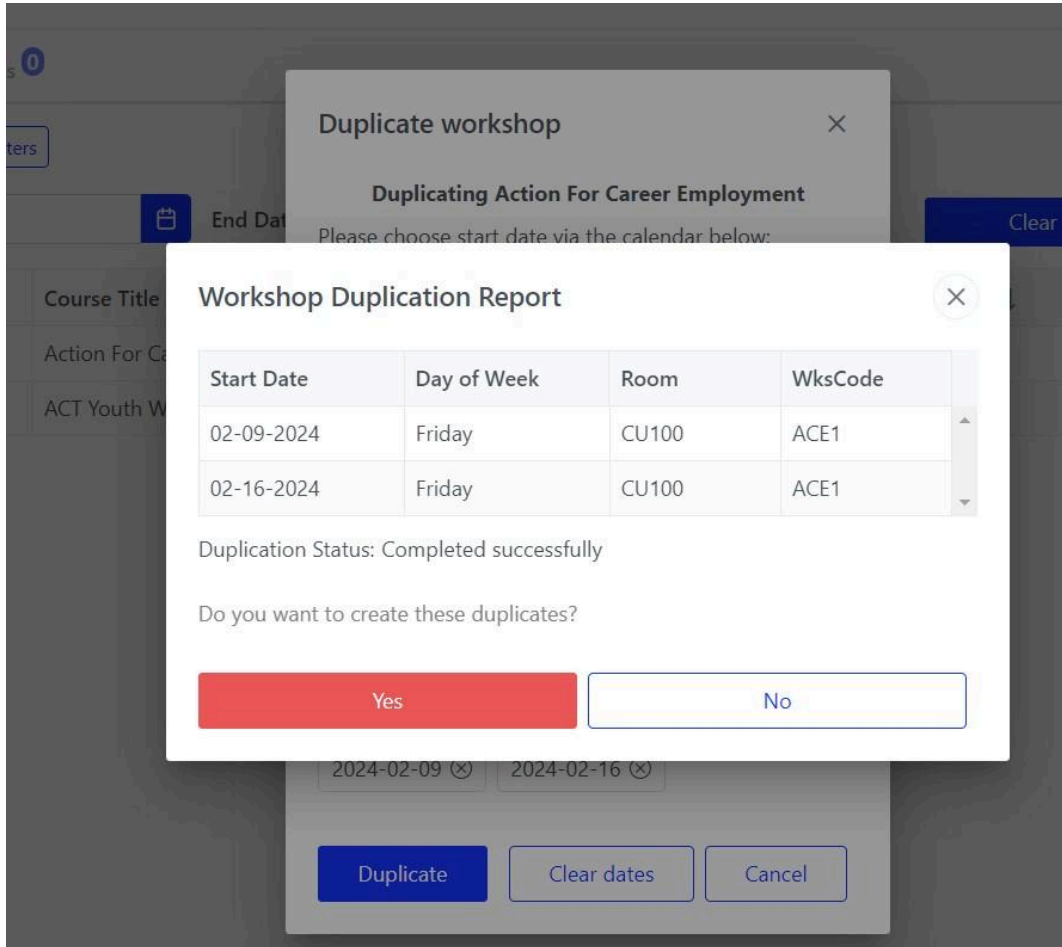 s 0
ters
Duplicate workshop
Duplicating Action For Career Employment
End Dat
Please choose start date via the calendar below:
Clear
Workshop Duplication Report
Course Title
Start Date Day of Week Room WksCode
Action For Ca
02-09-2024 Friday CU100 ACE1
ACT Youth W
02-16-2024 Friday CU100 ACE1
Duplication Status: Completed successfully
Do you want to create these duplicates?
Yes No
2024-02-09 2024-02-16
Duplicate Clear dates Cancel